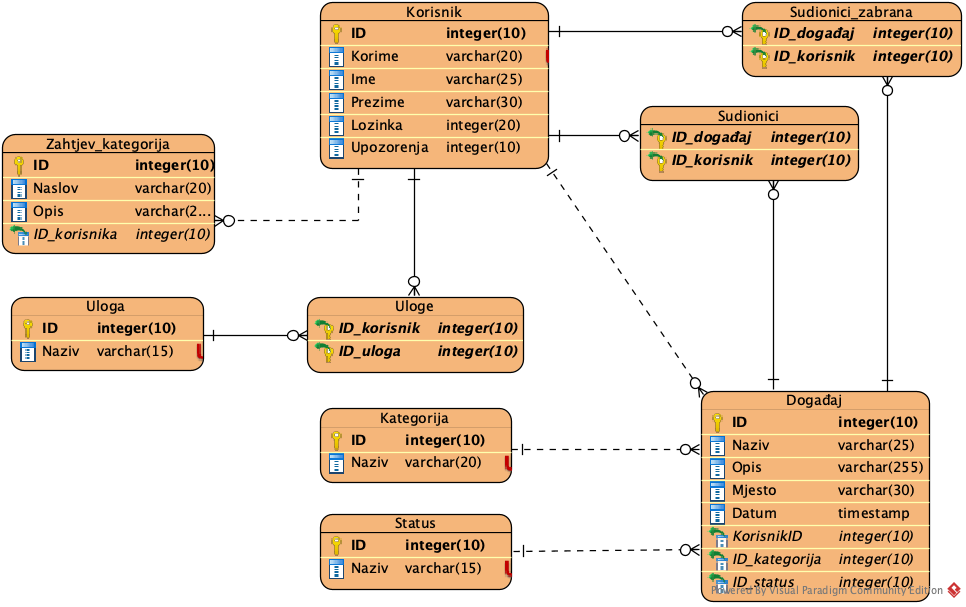 Korisnik
ID integer(10)
Korime varchar(20)
Ime varchar(25)
Prezime varchar(30)
Lozinka integer(20)
Upozorenja integer(10)
Sudionici_zabrana
ID_događaj integer(10)
ID_korisnik integer(10)
Sudionici
ID_događaj integer(10)
ID_korisnik integer(10)
Zahtjev_kategorija
ID integer(10)
Naslov varchar(20)
Opis varchar(2...
ID_korisnika integer(10)
Uloga
ID integer(10)
Naziv varchar(15)
Uloge
ID_korisnik integer(10)
ID_uloga integer(10)
Kategorija
ID integer(10)
Naziv varchar(20)
Status
ID integer(10)
Naziv varchar(15)
Događaj
ID integer(10)
Naziv varchar(25)
Opis varchar(255)
Mjesto varchar(30)
Datum timestamp
KorisnikID integer(10)
ID_kategorija integer(10)
ID_status integer(10)
Powered By Visual Paradigm Community Edition